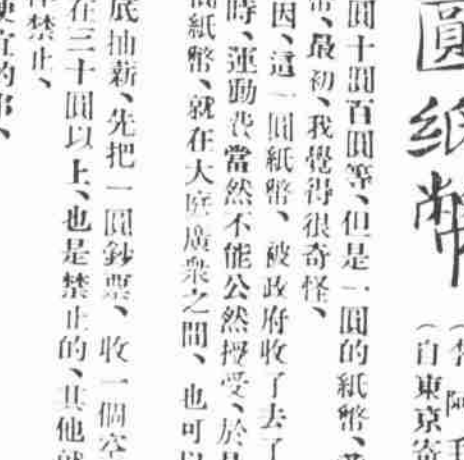 圓紙幣
阿毛
(自東京寄
圓十圓百圓等、但是一圓的紙幣、
、最初、我覺得很奇怪、
因、這一圓紙幣、被政府收了去了
時、運動費當然不能公然授受、於
圓紙幣、就在大庭廣衆之間、也可以
底抽薪、先把一圓鈔票、收一個空
在三十圓以上、也是禁止的、其他
禁止、
便宜的